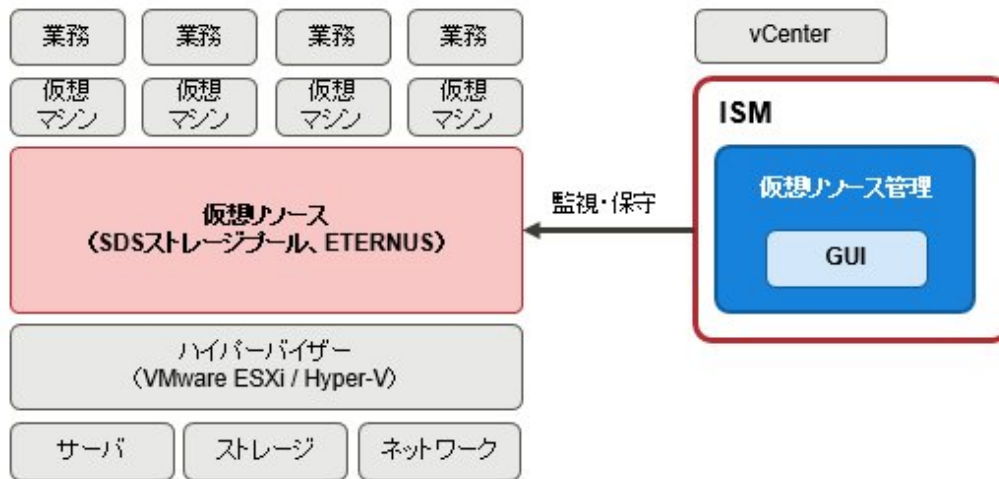 業務
業務
業務
業務
vCenter
仮想
マシン
仮想
マシン
仮想
マシン
仮想
マシン
ISM
仮想リソース
（SDSストレージプール、ETERNUS）
監視・保守
仮想リソース管理
GUI
ハイパーバイザー
（VMware ESXi / Hyper-V）
サーバ
ストレージ
ネットワーク